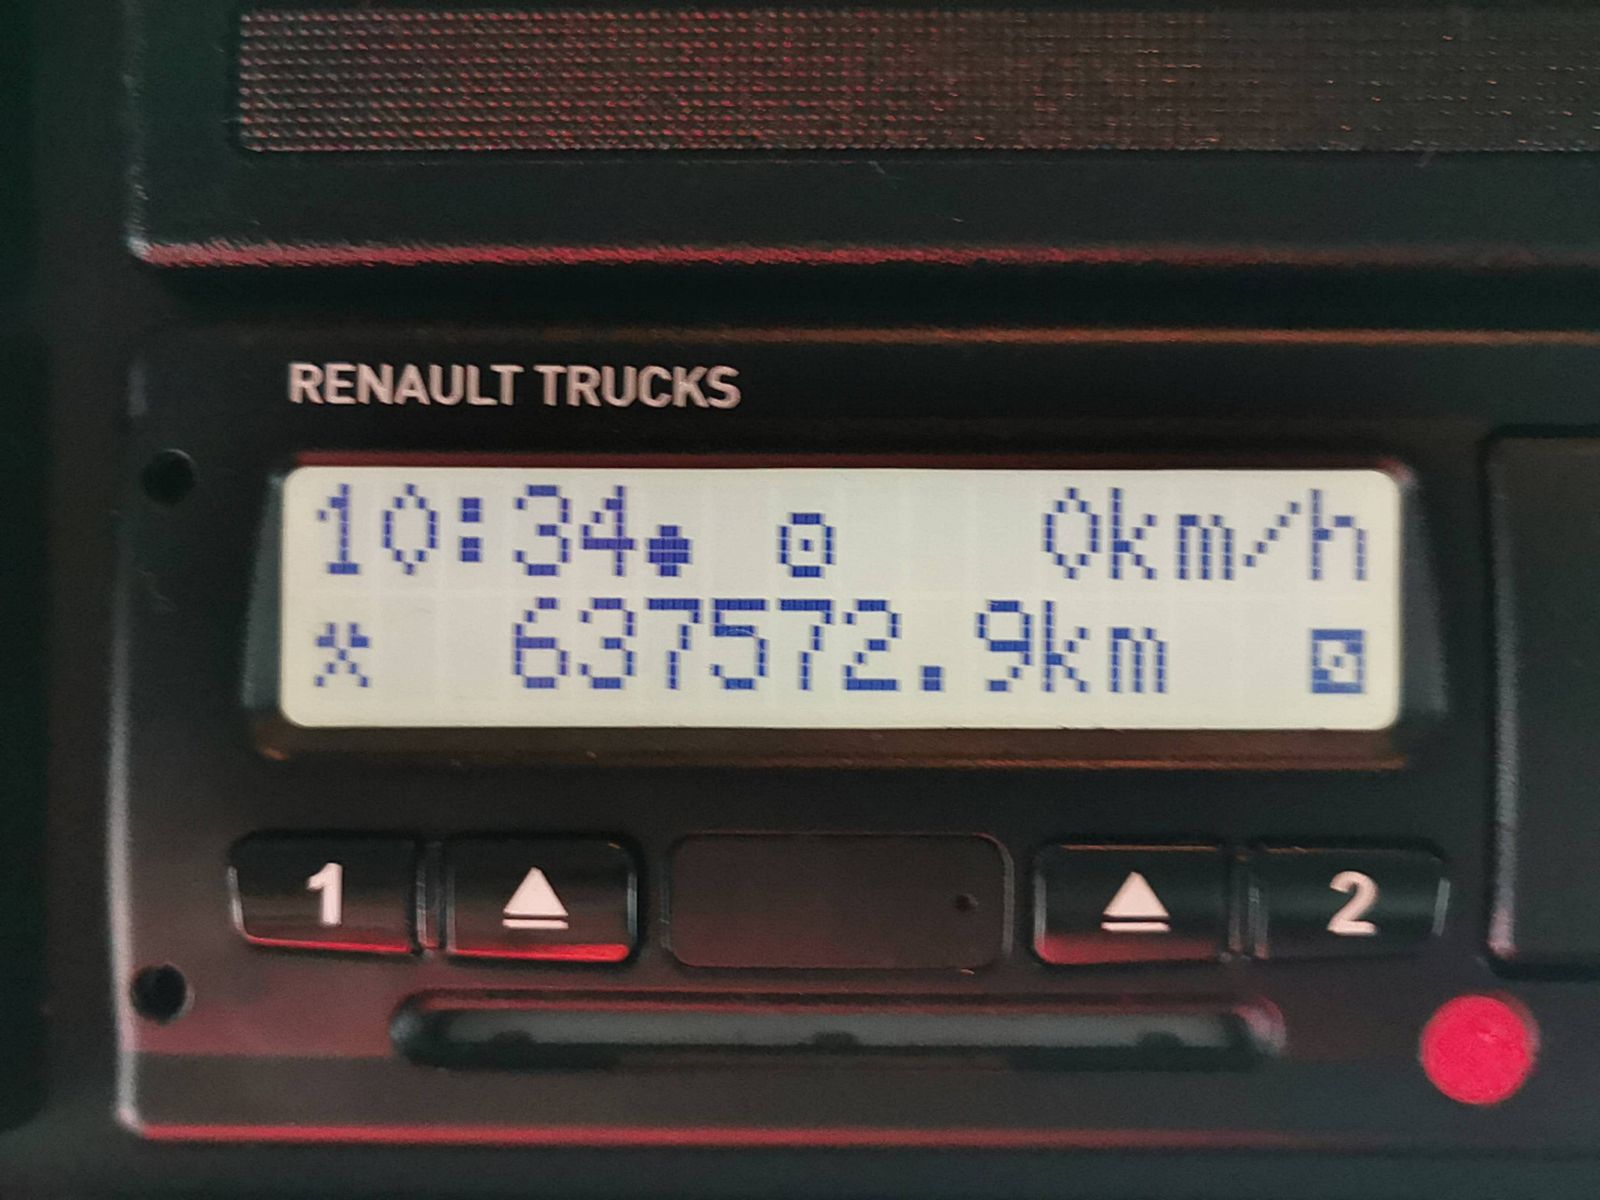 RENAULT TRUCKS
10:34 0km/h
637572.9km
1 2